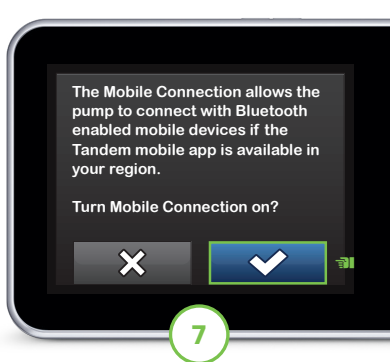 The Mobile Connection allows the
pump to connect with Bluetooth
enabled mobile devices if the
Tandem mobile app is available in
your region.
Turn Mobile Connection on?
7